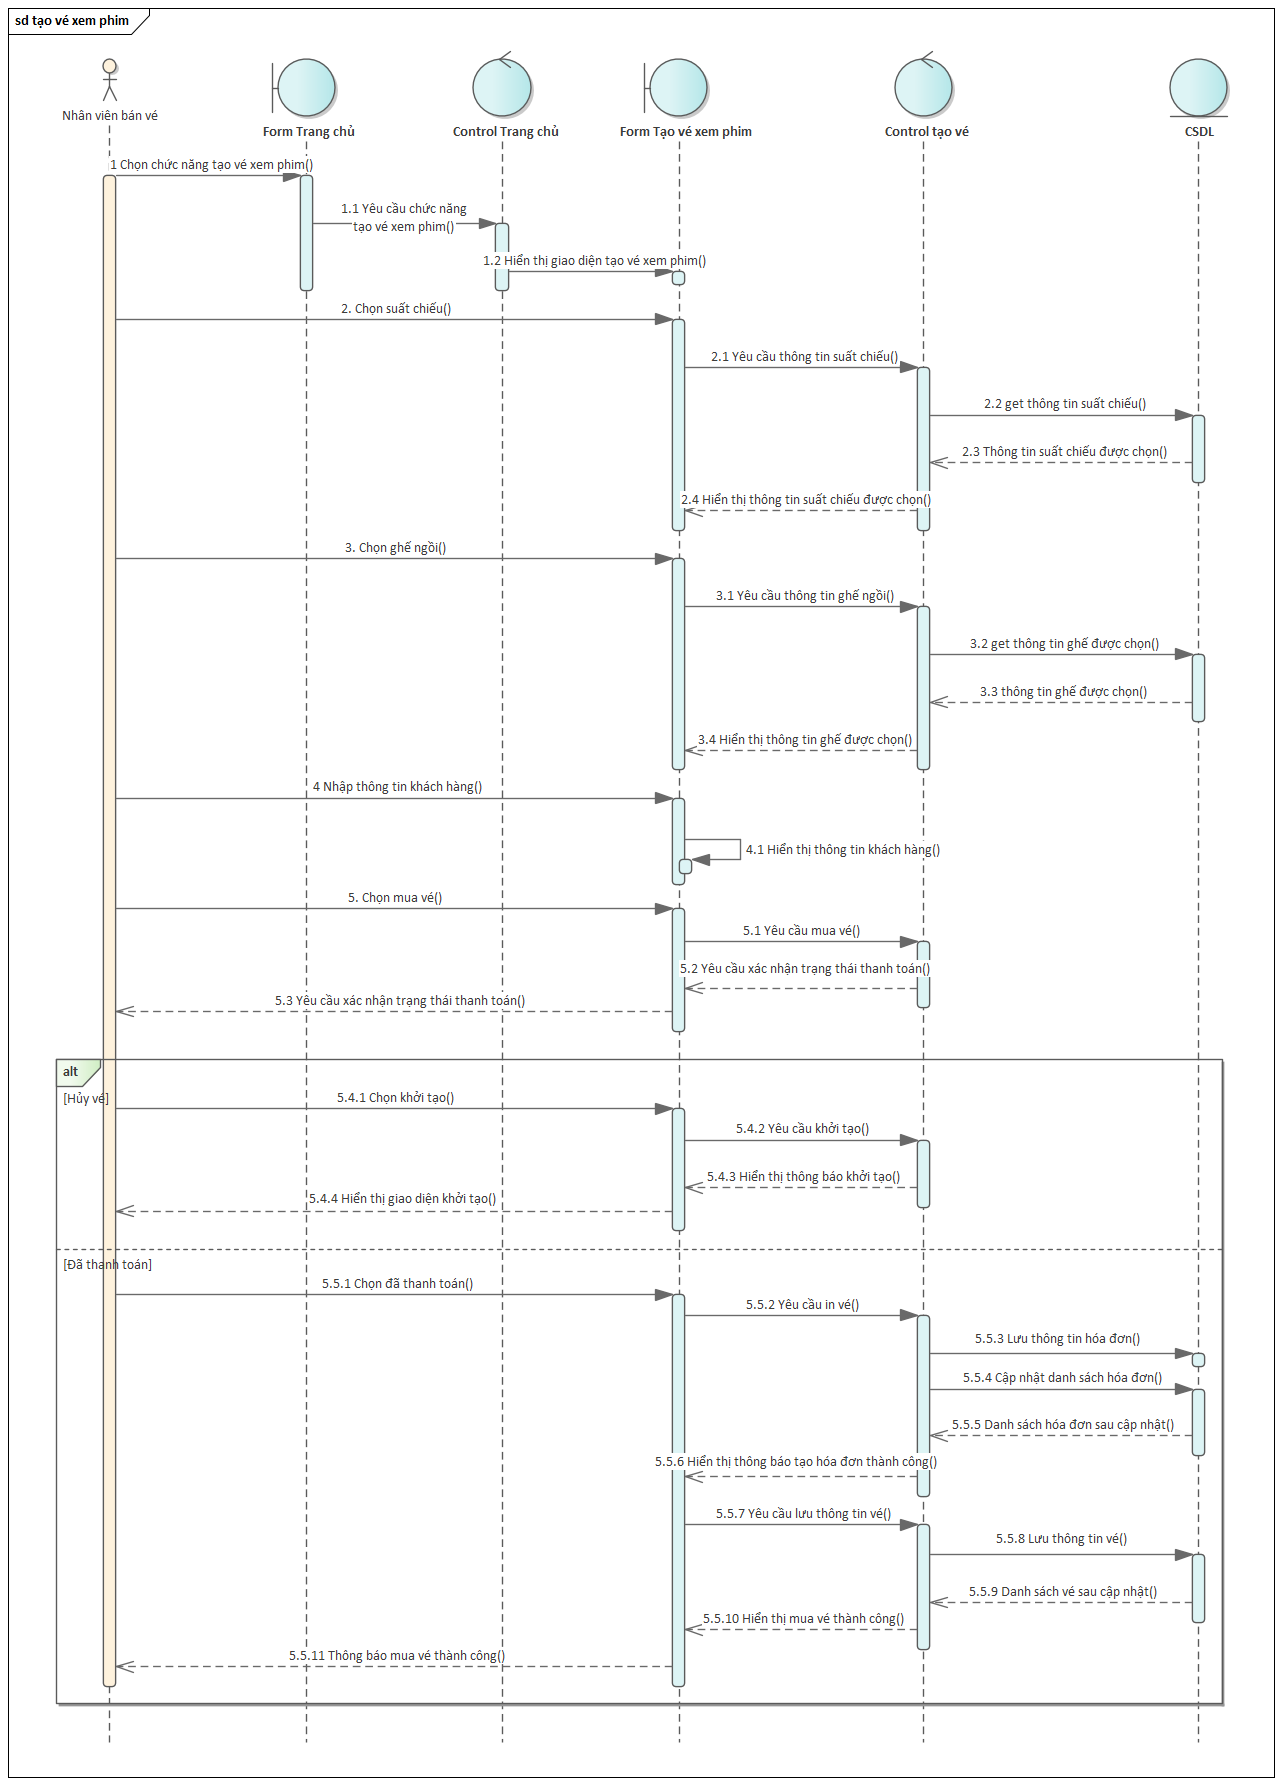 sd tạo vé xem phim
Nhân viên bán vé
Form Trang chủ
Control Trang chủ
Form Tạo vé xem phim
Control tạo vé
CSDL
1 Chọn chức năng tạo vé xem phim()
1.1 Yêu cầu chức năng
tạo vé xem phim()
1.2 Hiển thị giao diện tạo vé xem phim()
2. Chọn suất chiếu()
2.1 Yêu cầu thông tin suất chiếu()
2.2 get thông tin suất chiếu()
2.3 Thông tin suất chiếu được chọn()
2.4 Hiển thị thông tin suất chiếu được chọn()
3. Chọn ghế ngồi()
3.1 Yêu cầu thông tin ghế ngồi()
3.2 get thông tin ghế được chọn()
3.3 thông tin ghế được chọn()
3.4 Hiển thị thông tin ghế được chọn()
4 Nhập thông tin khách hàng()
4.1 Hiển thị thông tin khách hàng()
5. Chọn mua vé()
5.1 Yêu cầu mua vé()
5.2 Yêu cầu xác nhận trạng thái thanh toán()
5.3 Yêu cầu xác nhận trạng thái thanh toán()
alt
[Hủy vé]
5.4.1 Chọn khởi tạo()
5.4.2 Yêu cầu khởi tạo()
5.4.3 Hiển thị thông báo khởi tạo()
5.4.4 Hiển thị giao diện khởi tạo()
[Đã thanh toán]
5.5.1 Chọn đã thanh toán()
5.5.2 Yêu cầu in vé()
5.5.3 Lưu thông tin hóa đơn()
5.5.4 Cập nhật danh sách hóa đơn()
5.5.5 Danh sách hóa đơn sau cập nhật()
5.5.6 Hiển thị thông báo tạo hóa đơn thành công()
5.5.7 Yêu cầu lưu thông tin vé()
5.5.8 Lưu thông tin vé()
5.5.9 Danh sách vé sau cập nhật()
5.5.10 Hiển thị mua vé thành công()
5.5.11 Thông báo mua vé thành công()